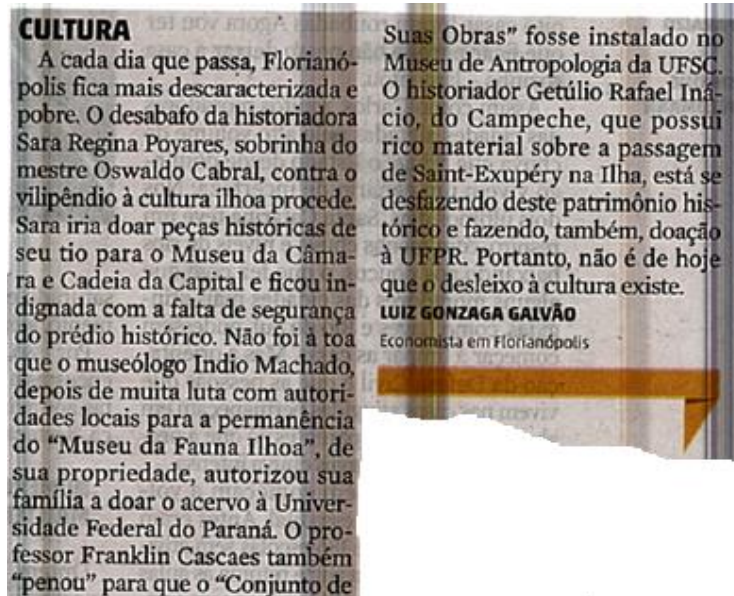 CULTURA
A cada dia que passa, Florianó-
polis fica mais descaracterizada e
pobre. O desabafo da historiadora
Sara Regina Poyares, sobrinha do
mestre Oswaldo Cabral, contra o
vilipêndio à cultura ilhoa procede.
Sara iria doar peças históricas de
seu tio para o Museu da Câma-
ra e Cadeia da Capital e ficou in-
dignada com a falta de segurança
do prédio histórico. Não foi à toa
que o museólogo Indio Machado,
depois de muita luta com autori-
dades locais para a permanência
do “Museu da Fauna Ilhoa”, de
sua propriedade, autorizou sua
família a doar o acervo à Univer-
sidade Federal do Paraná. O pro-
fessor Franklin Cascaes também
“penou” para que o “Conjunto de
Suas Obras” fosse instalado no
Museu de Antropologia da UFSC.
O historiador Getúlio Rafael Iná-
cio, do Campeche, que possui
rico material sobre a passagem
de Saint-Exupéry na Ilha, está se
desfazendo deste patrimônio his-
tórico e fazendo, também, doação
à UFPR. Portanto, não é de hoje
que o desleixo à cultura existe.
LUIZ GONZAGA GALVÃO
Economista em Florianópolis